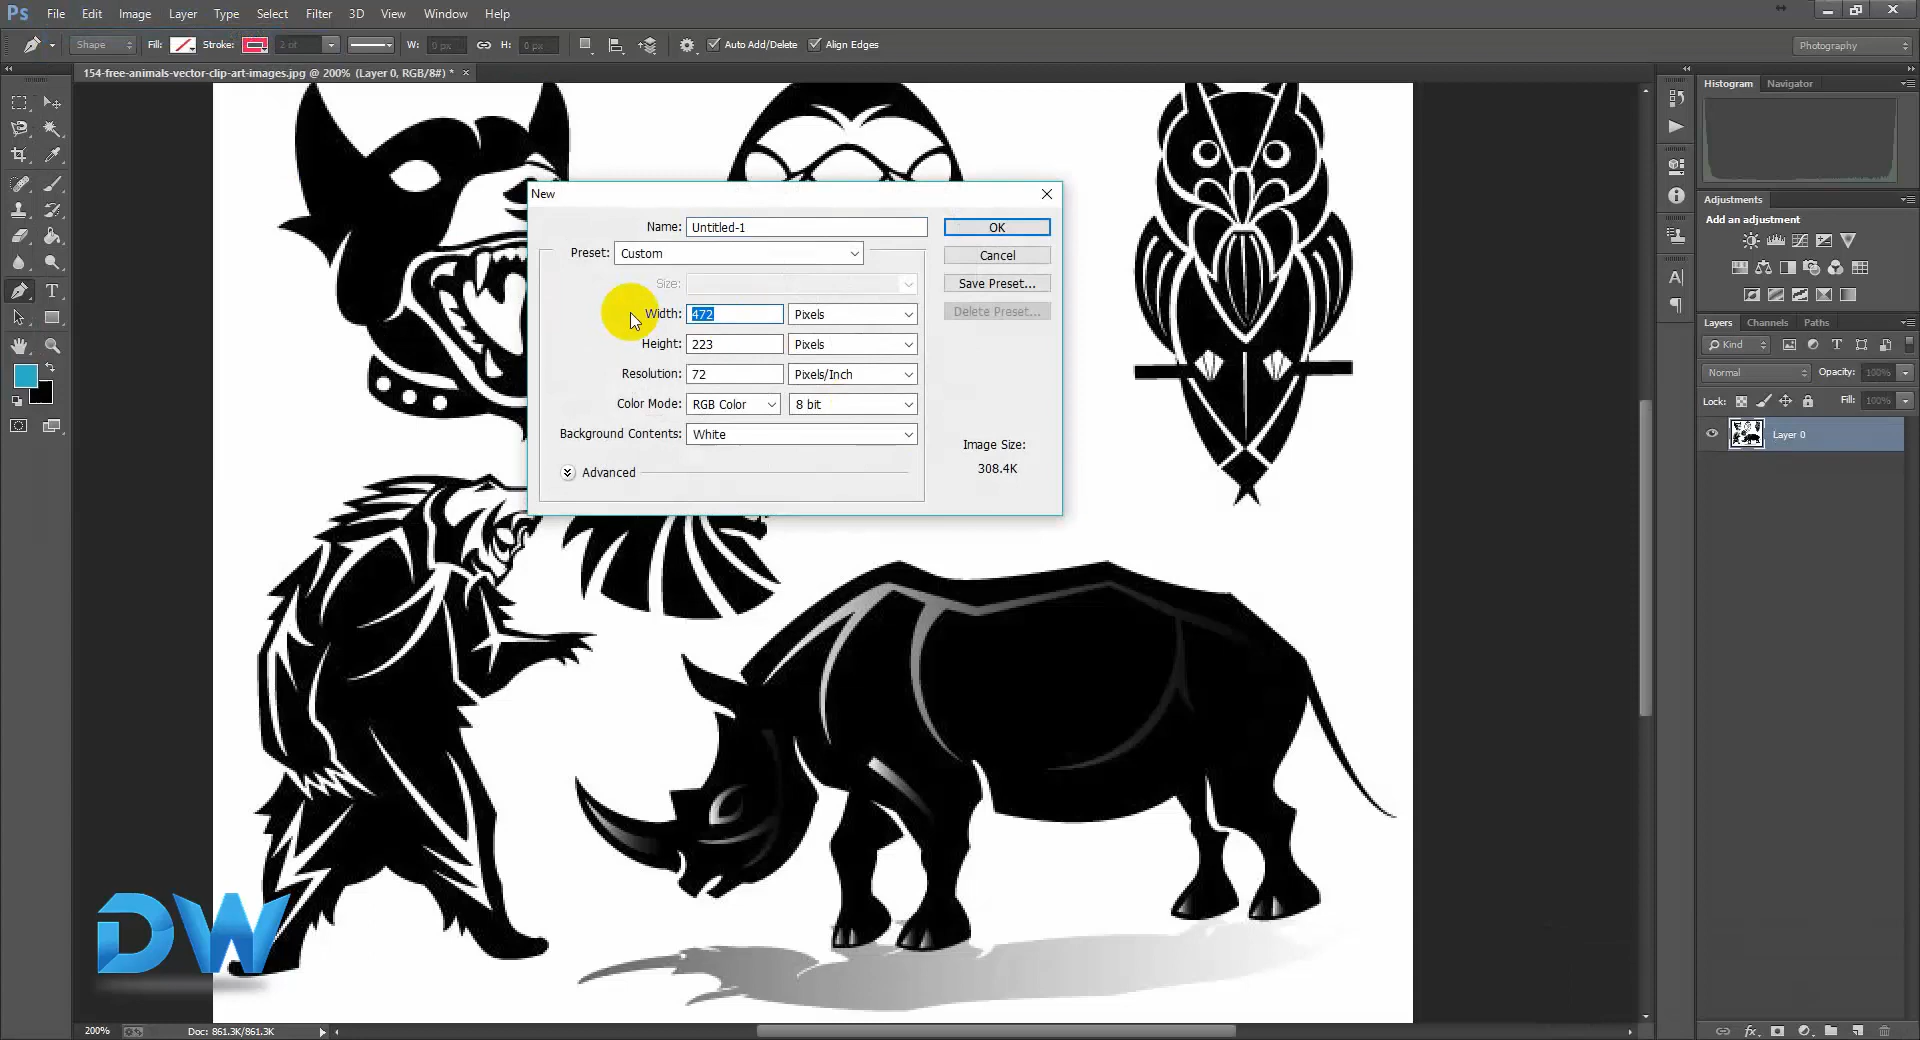 Ps File Edit Image Layer Type Select Filter 3D View Window Help
Shape Fill: Stroke: 2 pt W: 0 px H: 0 px Auto Add/Delete Align Edges Photography
154-free-animals-vector-clip-art-images.jpg @ 200% (Layer 0, RGB/8#) * ×
Histogram Navigator
Adjustments
Add an adjustment
Layers Channels Paths
Kind
Normal Opacity: 100%
Lock: Fill: 100%
Layer 0
New
Name: Untitled-1 OK
Preset: Custom Cancel
Size: Save Preset...
Width: 472 Pixels Delete Preset...
Height: 223 Pixels
Resolution: 72 Pixels/Inch
Color Mode: RGB Color 8 bit
Background Contents: White
Image Size:
308.4K
Advanced
DW
200% Doc: 861.3K/861.3K